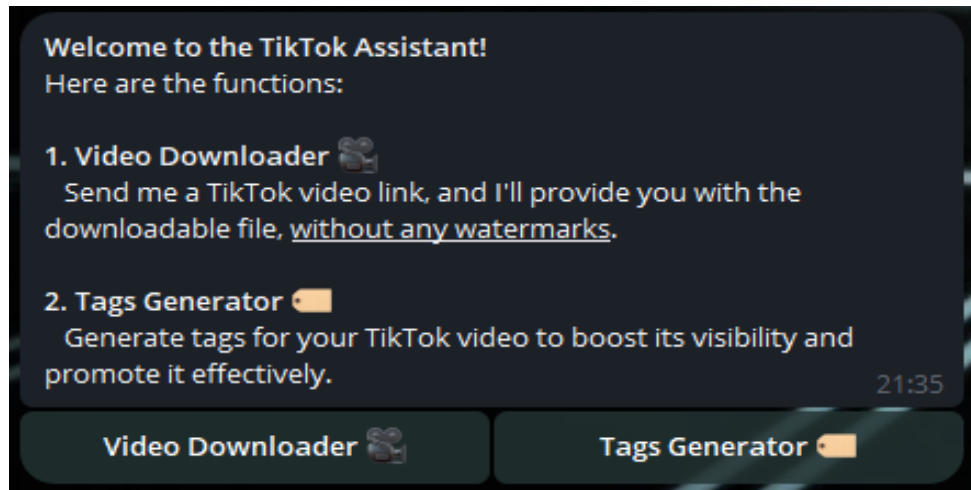 Welcome to the TikTok Assistant!
Here are the functions:
1. Video Downloader 🎥
Send me a TikTok video link, and I'll provide you with the
downloadable file, without any watermarks.
2. Tags Generator 🏷️
Generate tags for your TikTok video to boost its visibility and
promote it effectively.
21:35
Video Downloader 🎥
Tags Generator 🏷️